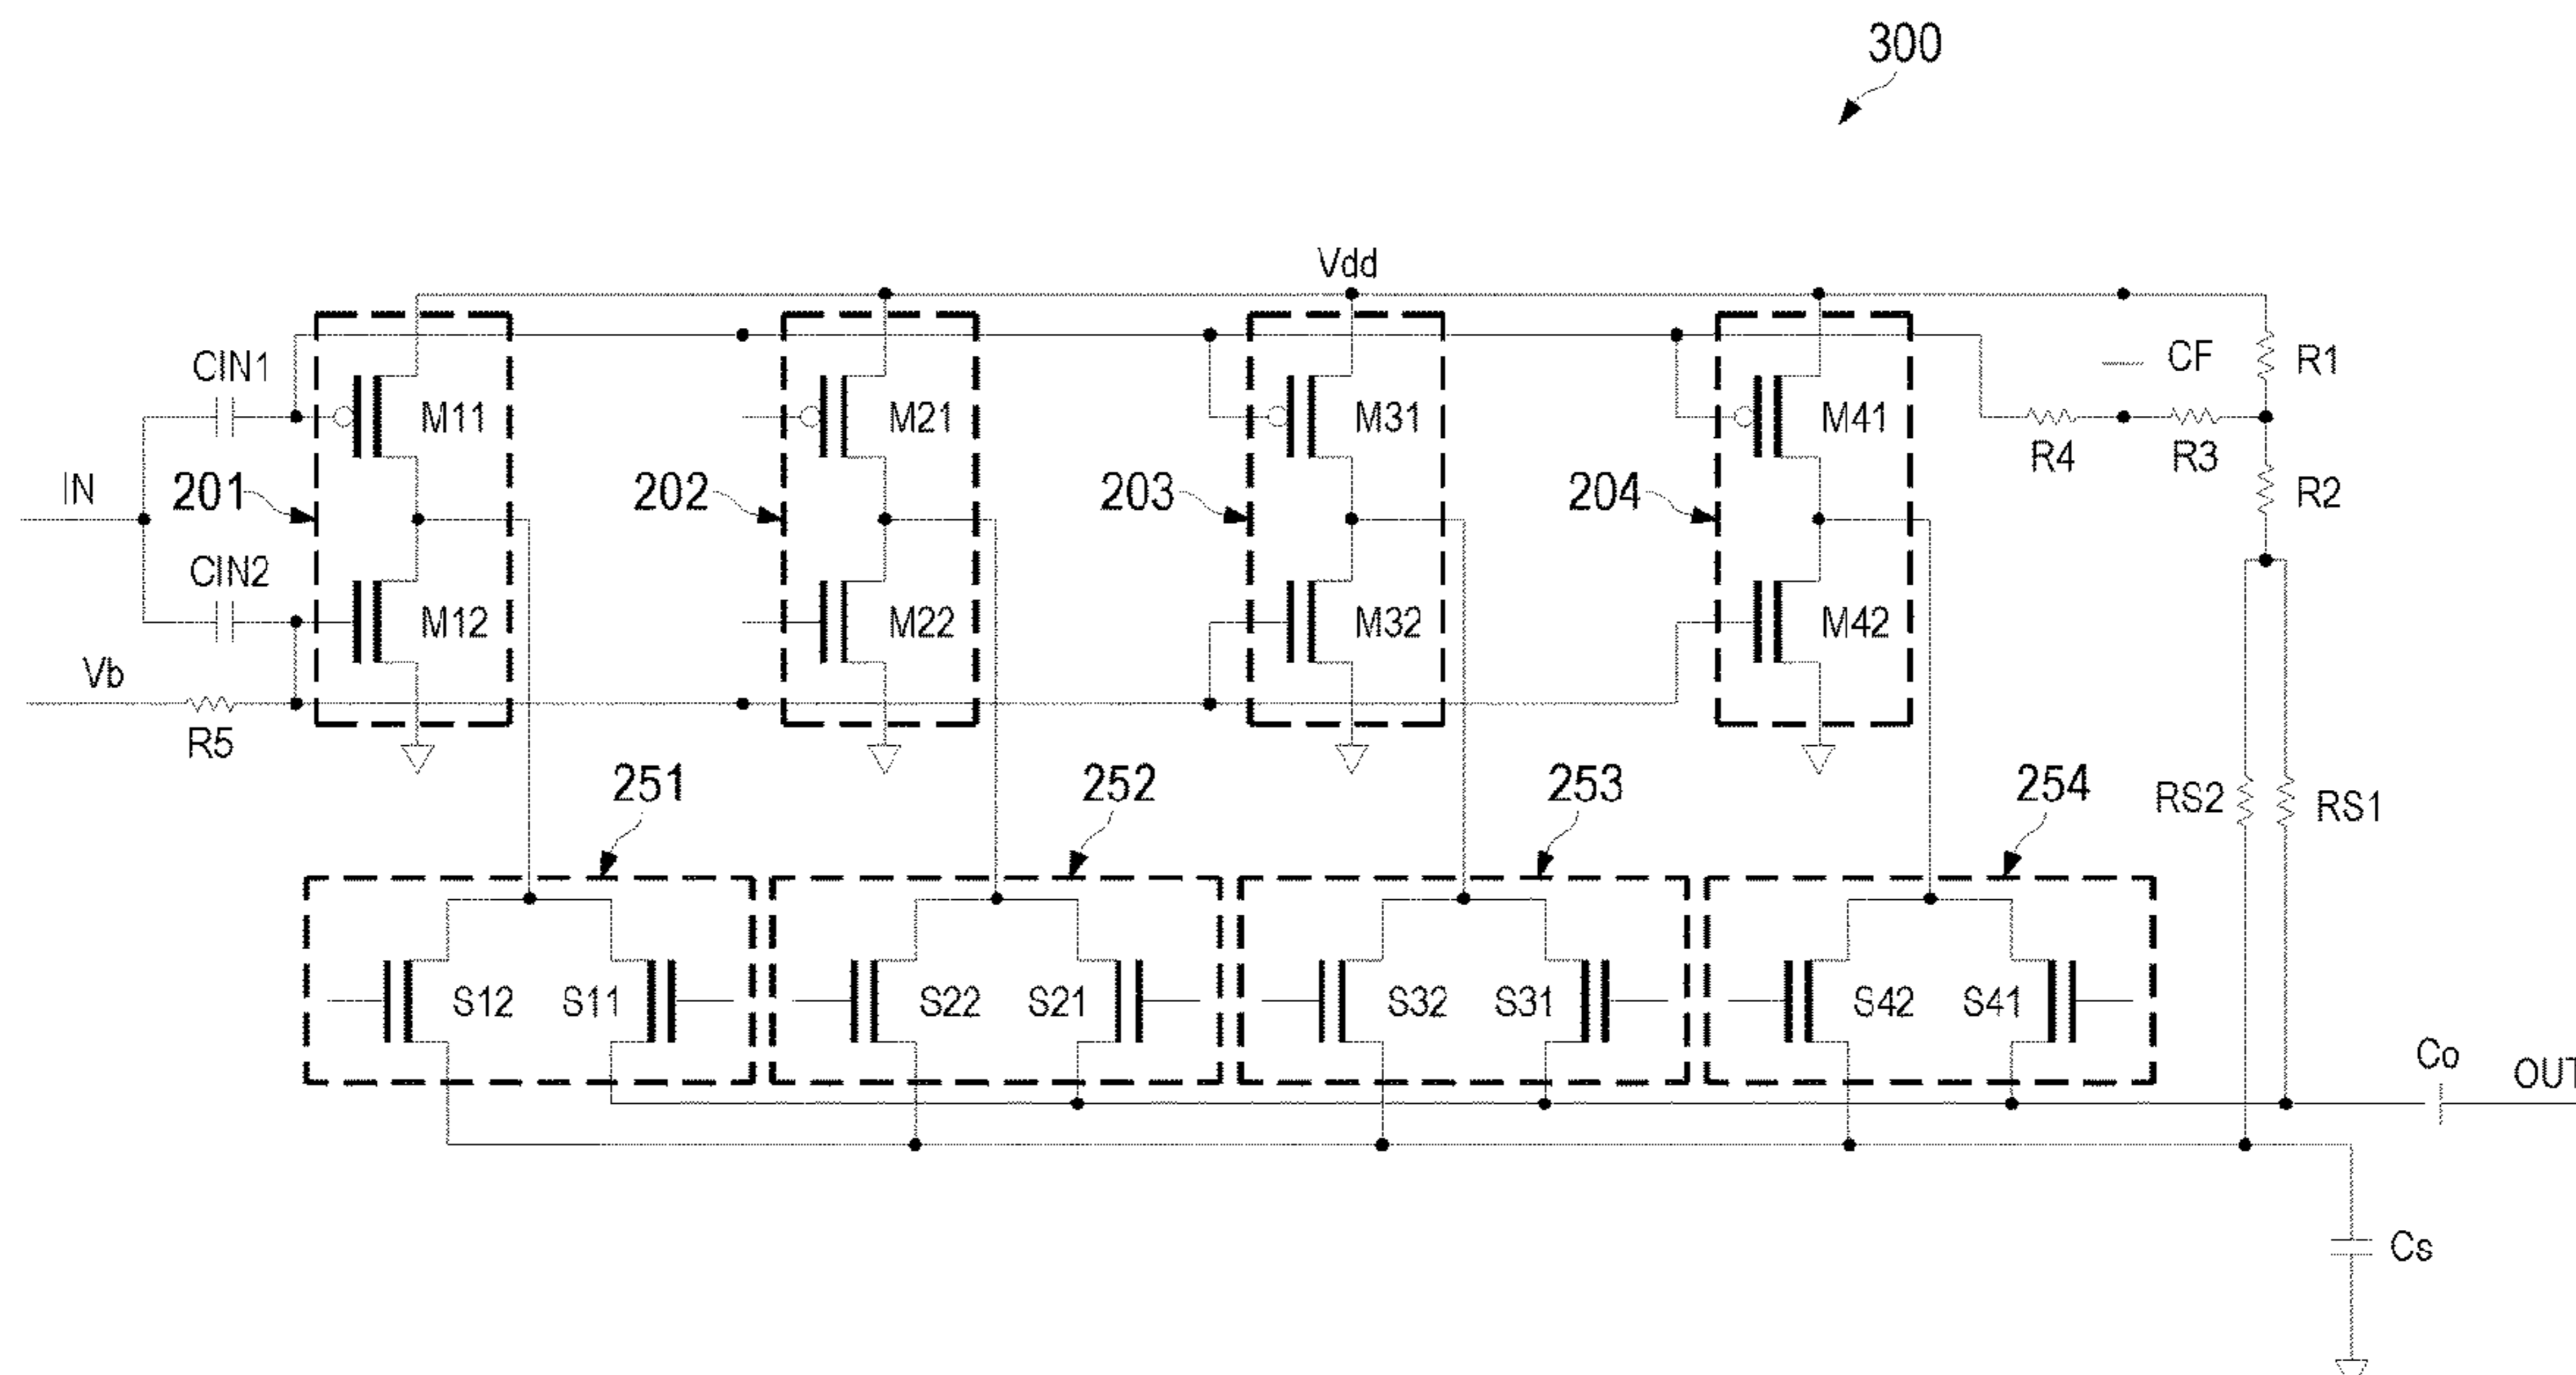 300
Vdd
CIN1
M11
M21
M31
M41
CF
R1
R4
R3
IN
201
202
203
204
R2
CIN2
M12
M22
M32
M42
Vb
R5
251
252
253
254
RS2
RS1
S12
S11
S22
S21
S32
S31
S42
S41
Co
OUT
Cs